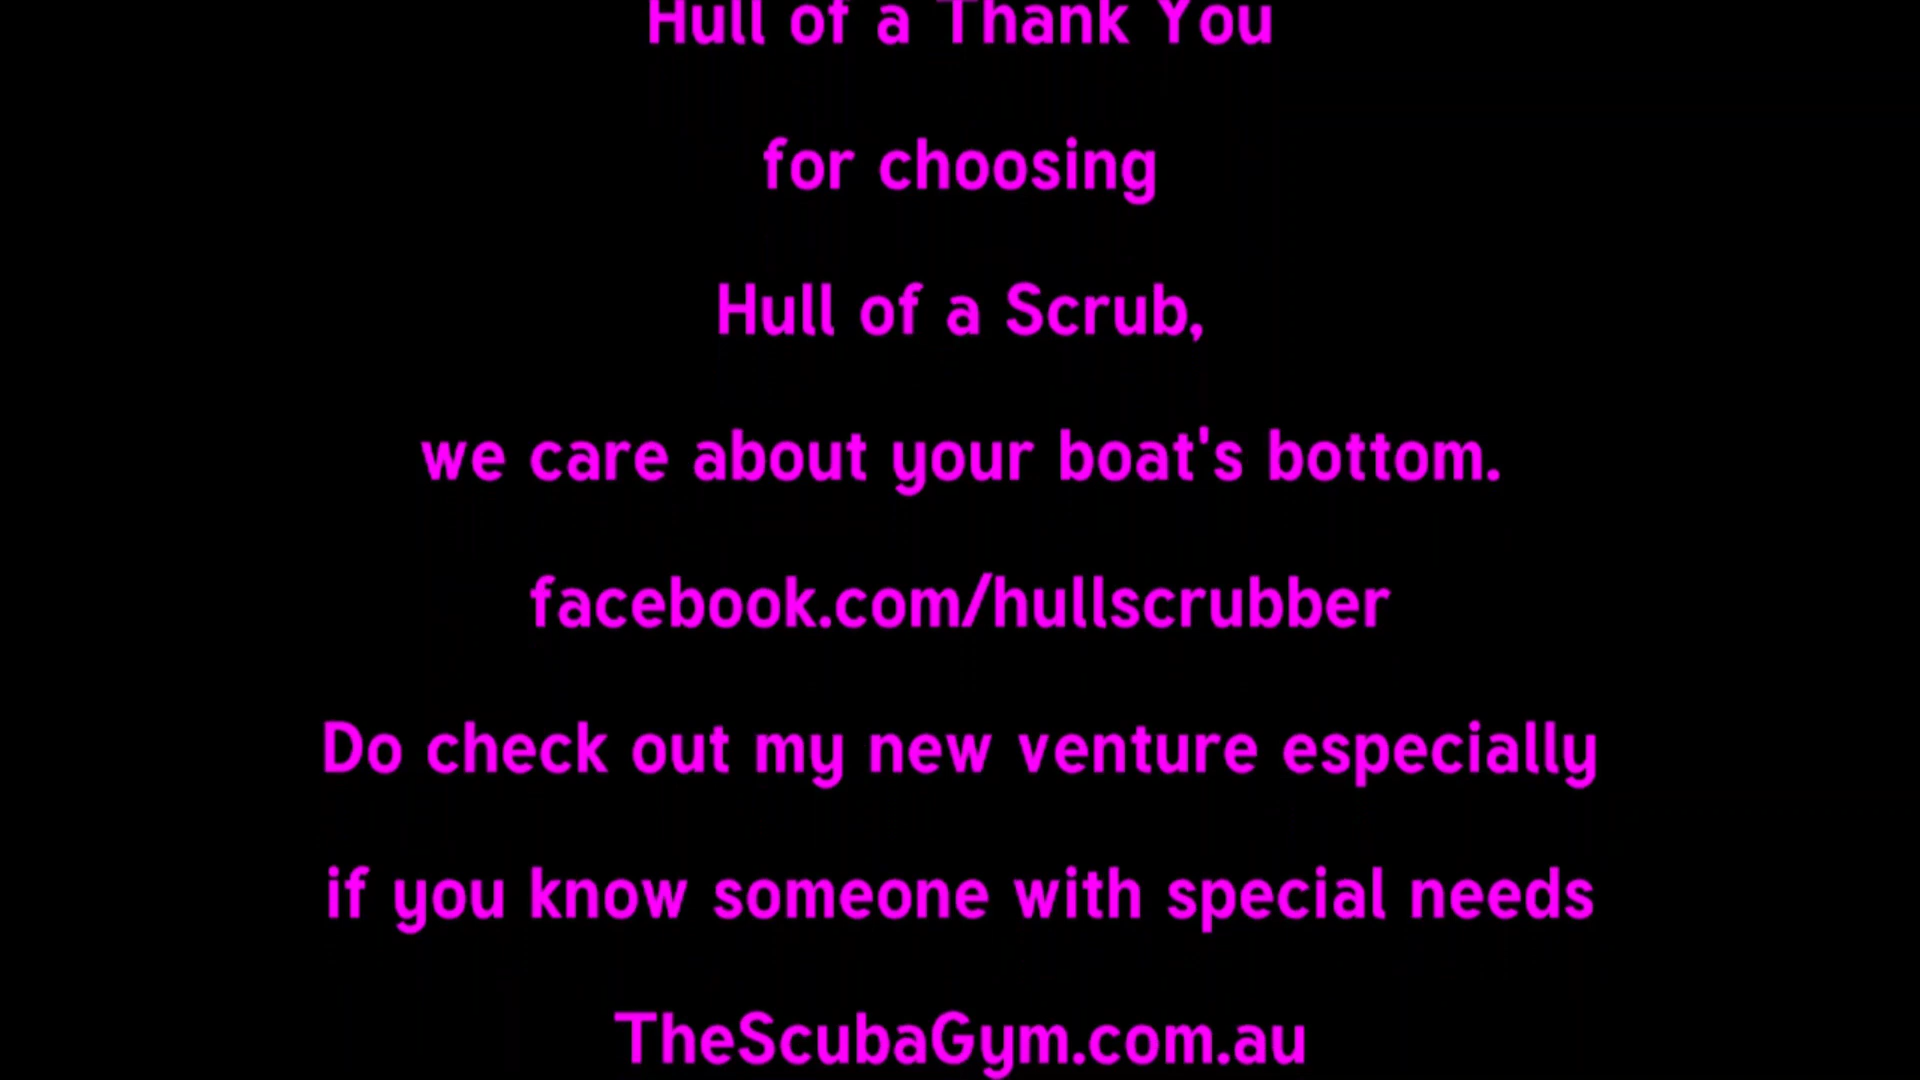 Hull of a Thank You
for choosing
Hull of a Scrub,
we care about your boat's bottom.
facebook.com/hullscrubber
Do check out my new venture especially
if you know someone with special needs
TheScubaGym.com.au